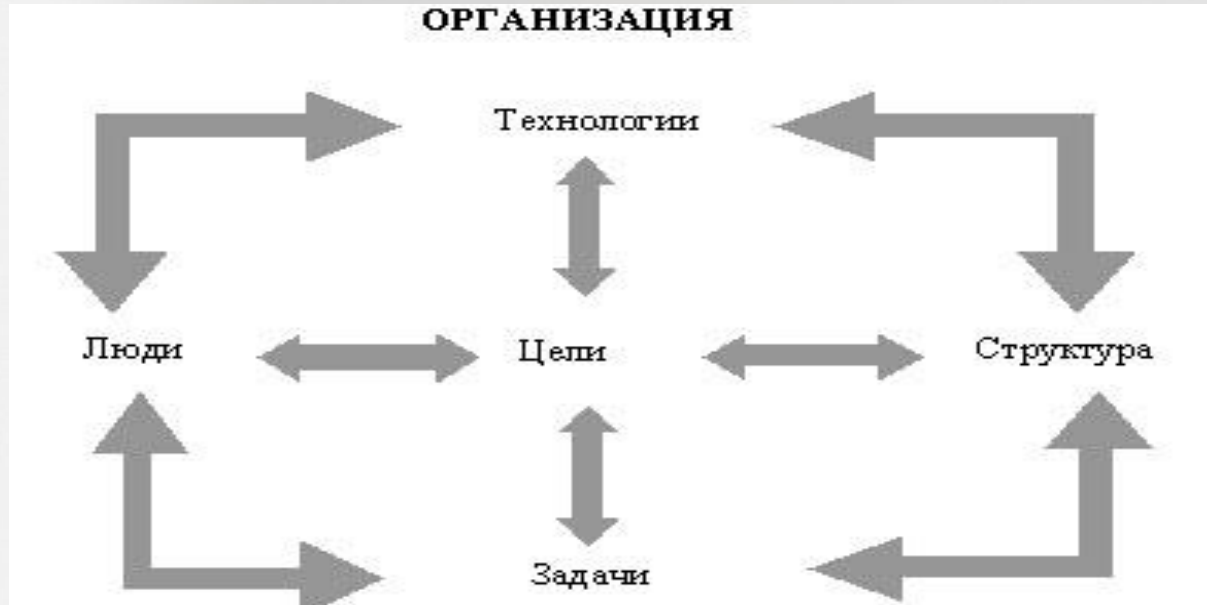 ОРГАНИЗАЦИЯ
Технологии
Люди
Цели
Структура
Задачи